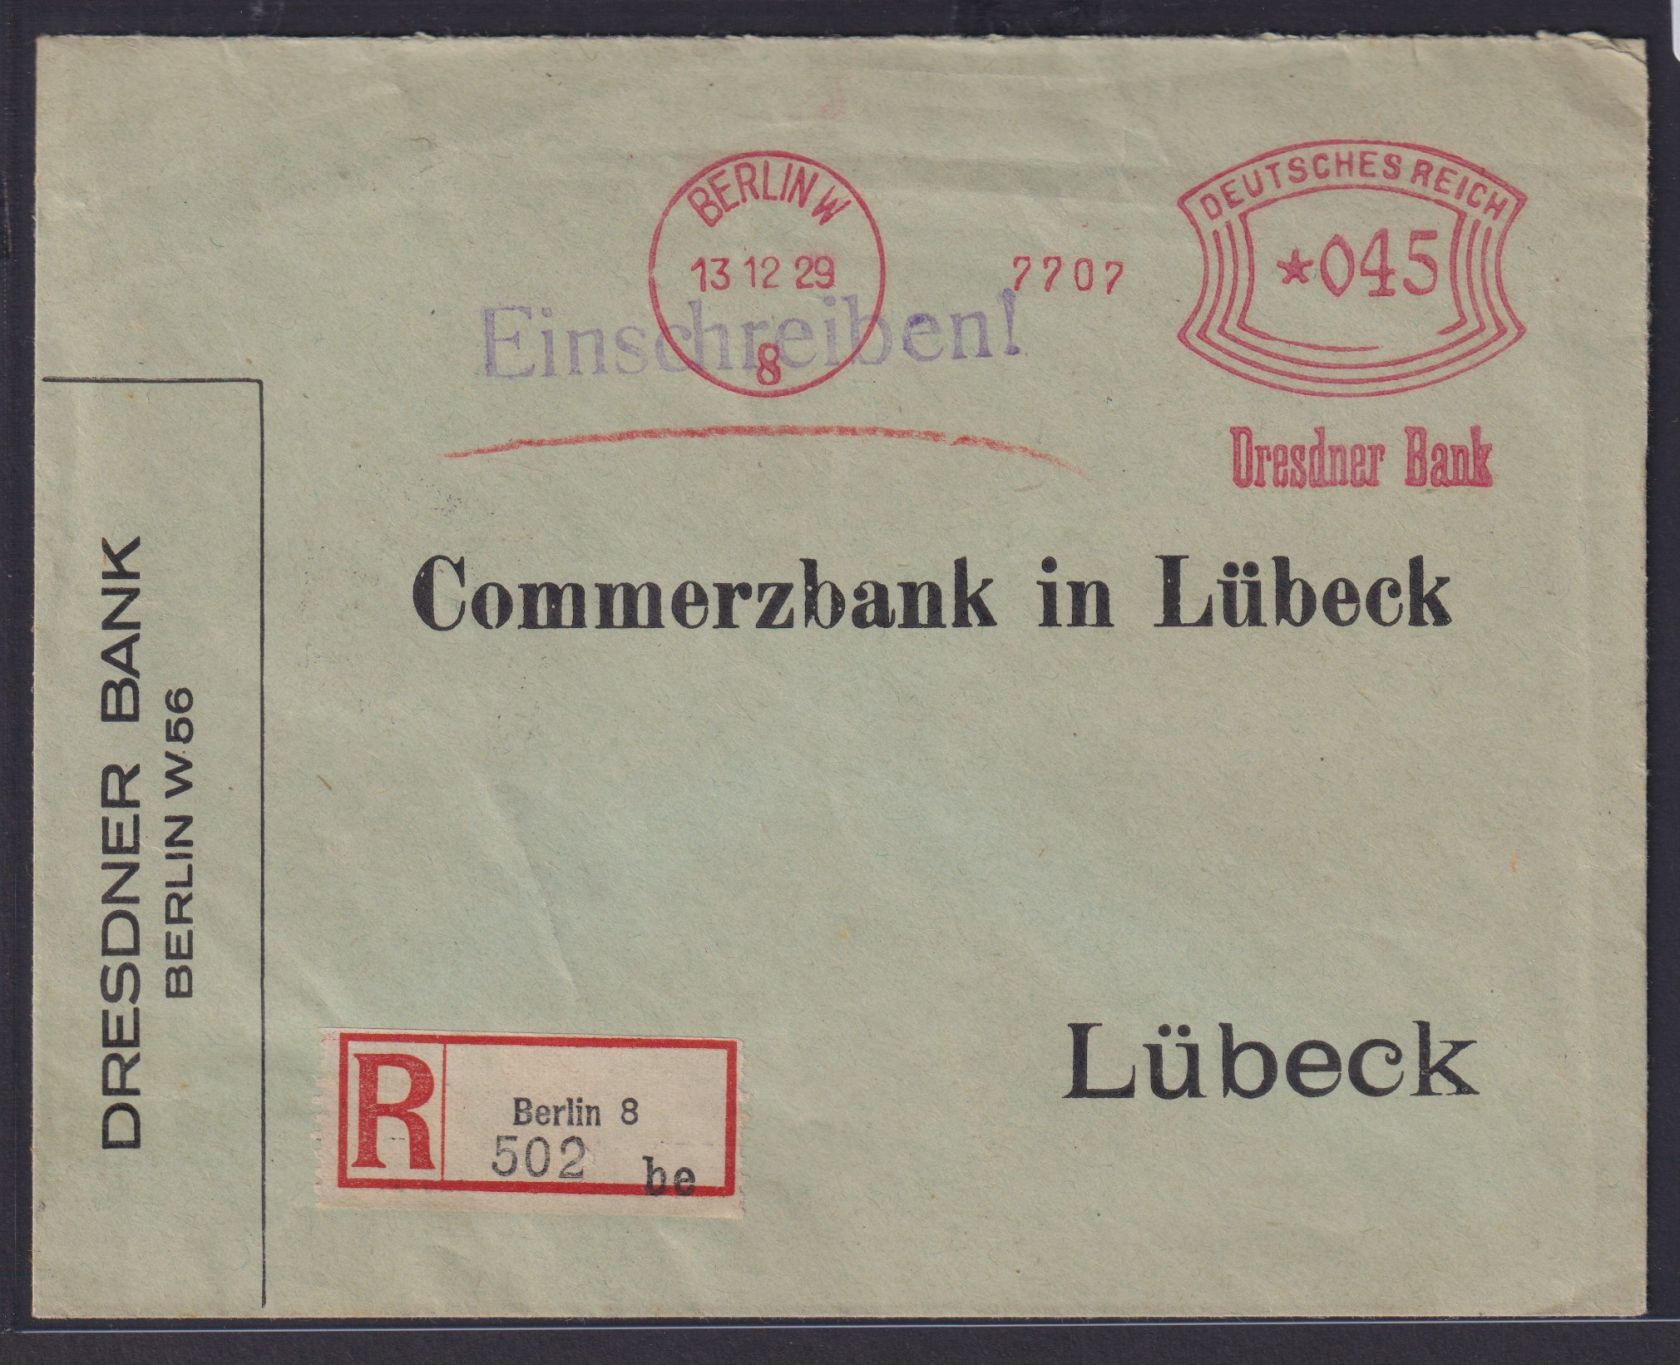 BERLIN W
13 12 29
8
7707
DEUTSCHES REICH
*045
Dresdner Bank
Einschreiben!
Commerzbank in Lübeck
Lübeck
DRESDNER BANK
BERLIN W 56
R
Berlin 8
502
be